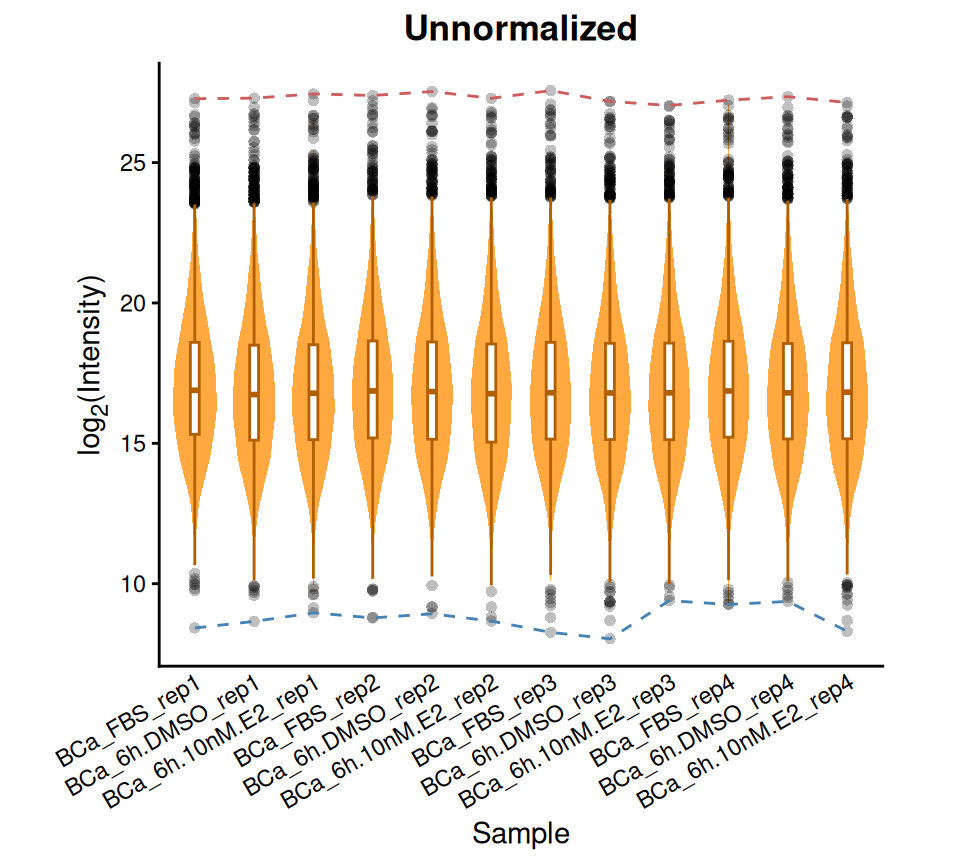 Unnormalized
log2(Intensity)
25
20
15
10
BCa_FBS_rep1
BCa_6h.DMSO_rep1
BCa_6h.10nM.E2_rep1
BCa_FBS_rep2
BCa_6h.DMSO_rep2
BCa_6h.10nM.E2_rep2
BCa_FBS_rep3
BCa_6h.DMSO_rep3
BCa_6h.10nM.E2_rep3
BCa_FBS_rep4
BCa_6h.DMSO_rep4
BCa_6h.10nM.E2_rep4
Sample